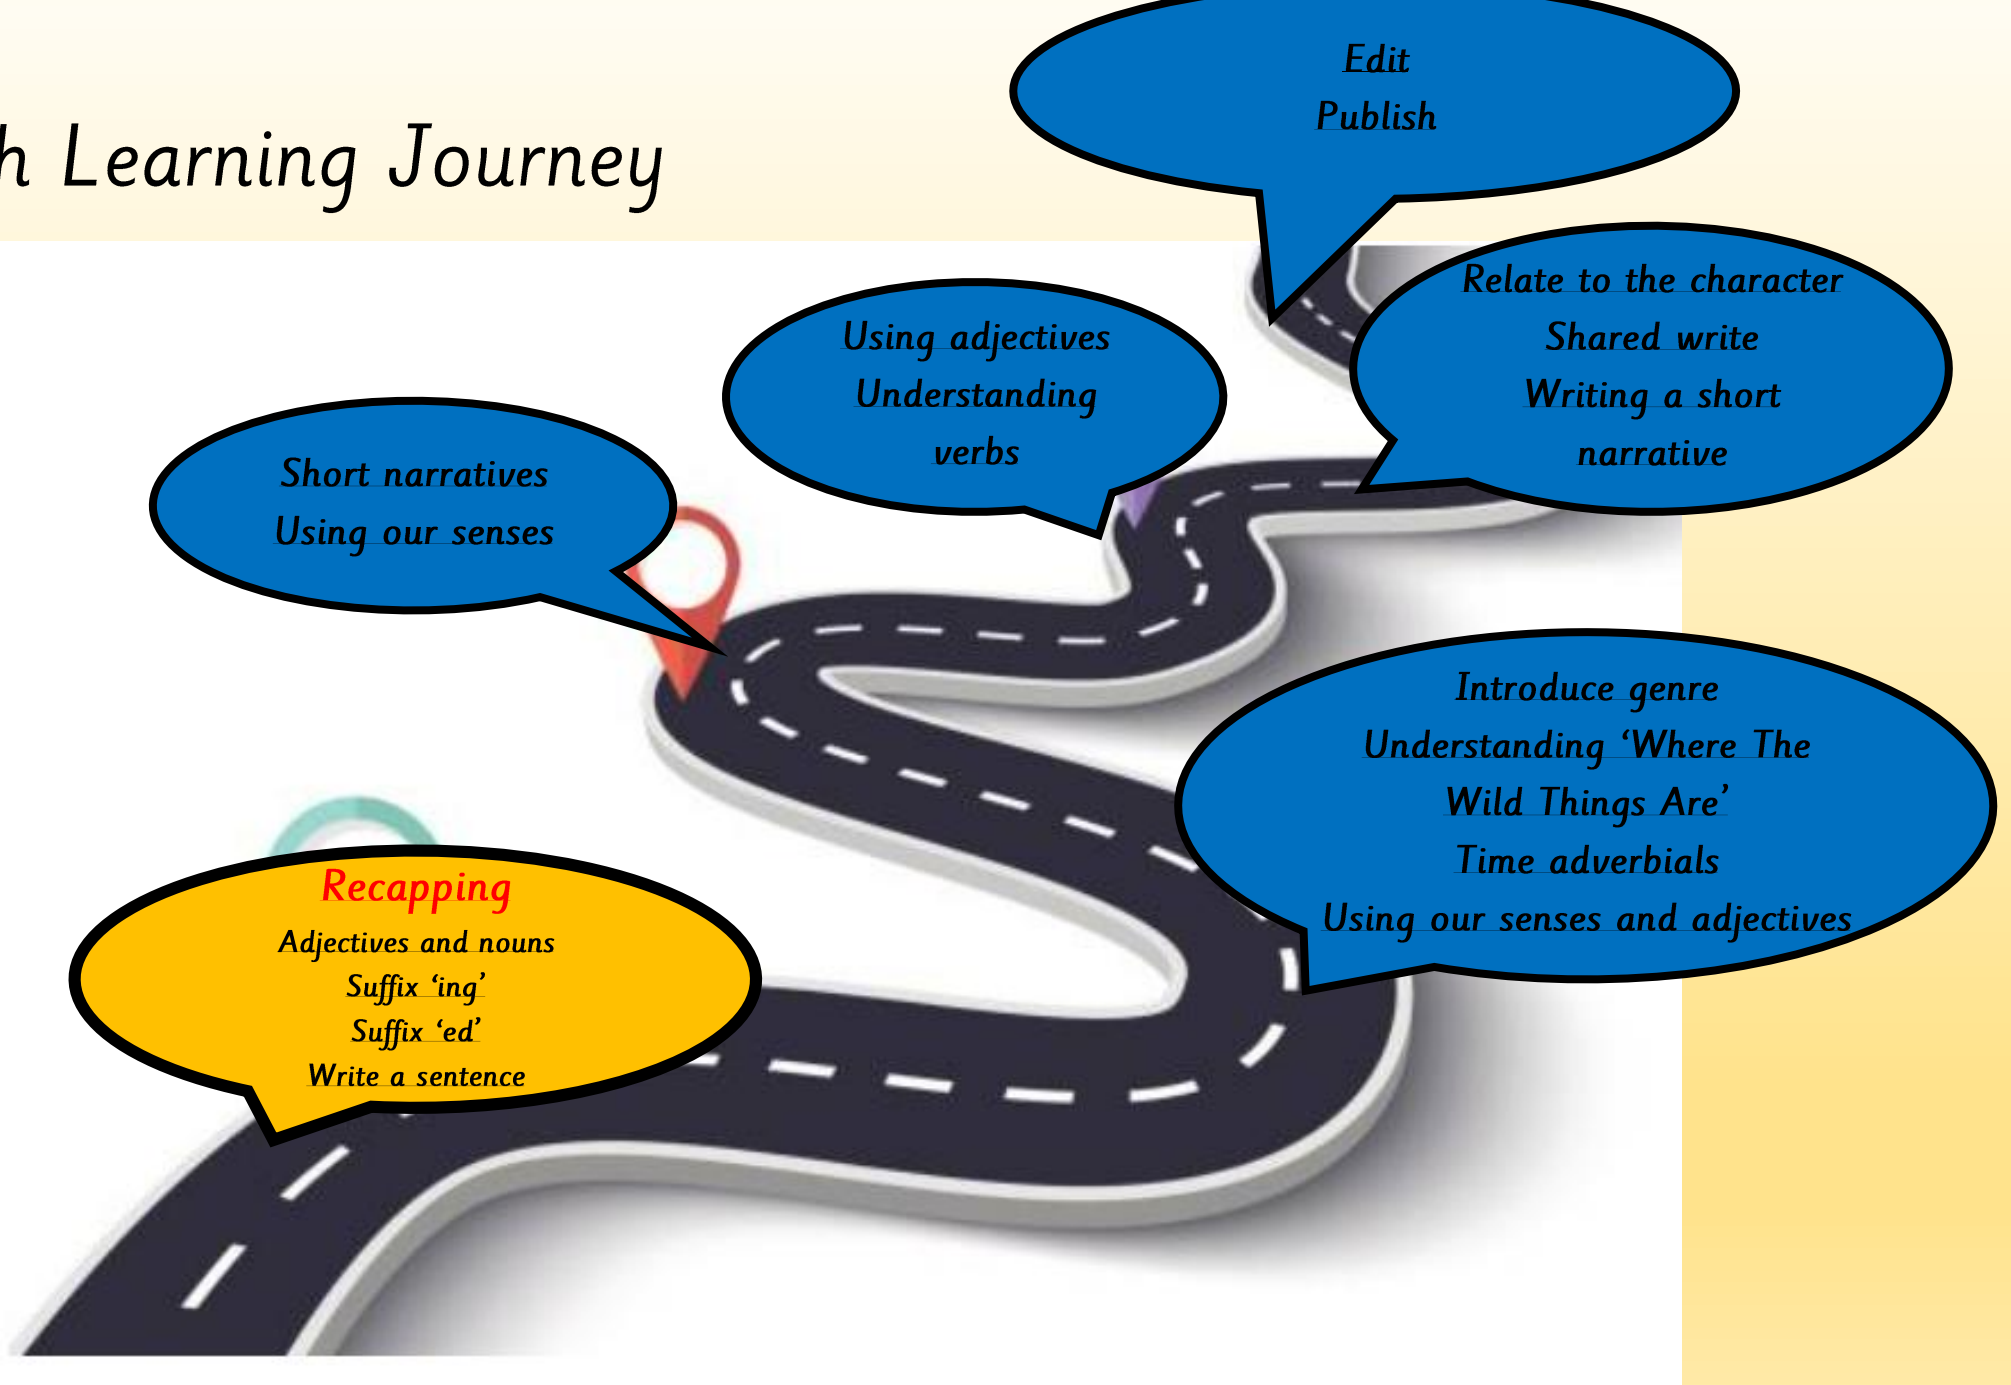 h Learning Journey
Edit
Publish
Relate to the character
Shared write
Writing a short
narrative
Using adjectives
Understanding
verbs
Short narratives
Using our senses
Introduce genre
Understanding ‘Where The
Wild Things Are’
Time adverbials
Using our senses and adjectives
Recapping
Adjectives and nouns
Suffix ‘ing’
Suffix ‘ed’
Write a sentence